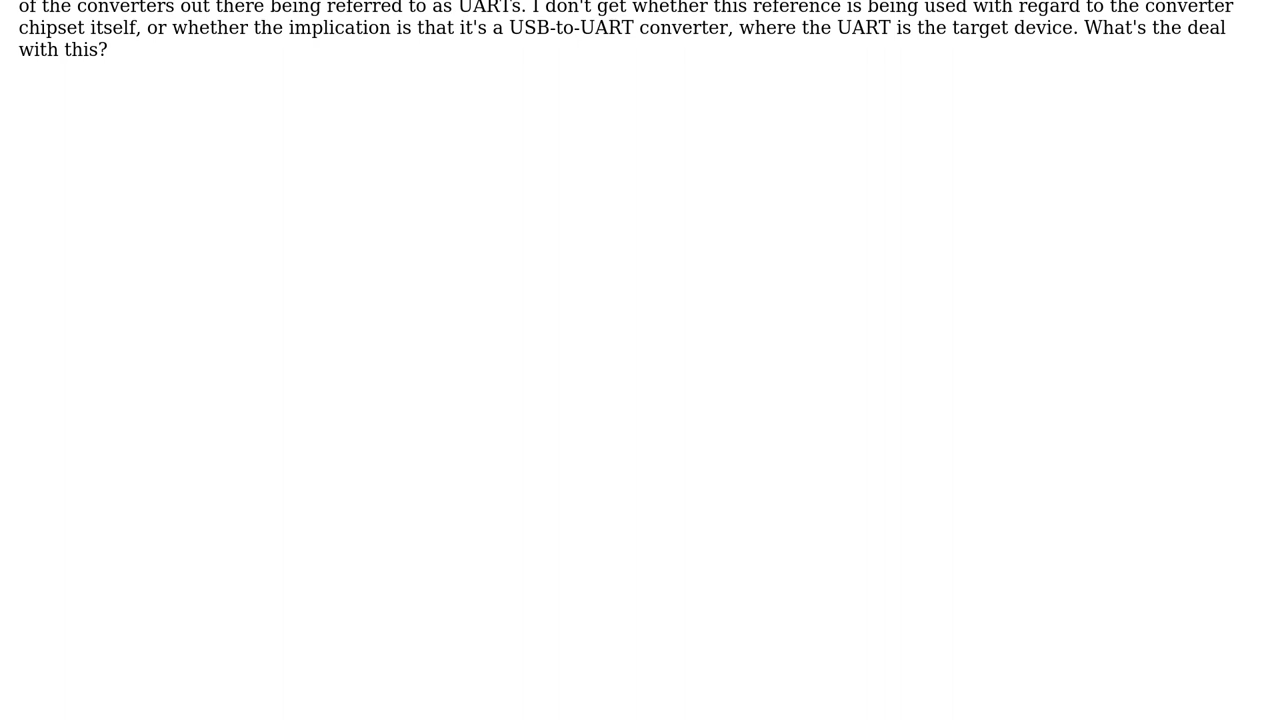 of the converters out there being referred to as UARTs. I don't get whether this reference is being used with regard to the converter
chipset itself, or whether the implication is that it's a USB-to-UART converter, where the UART is the target device. What's the deal
with this?